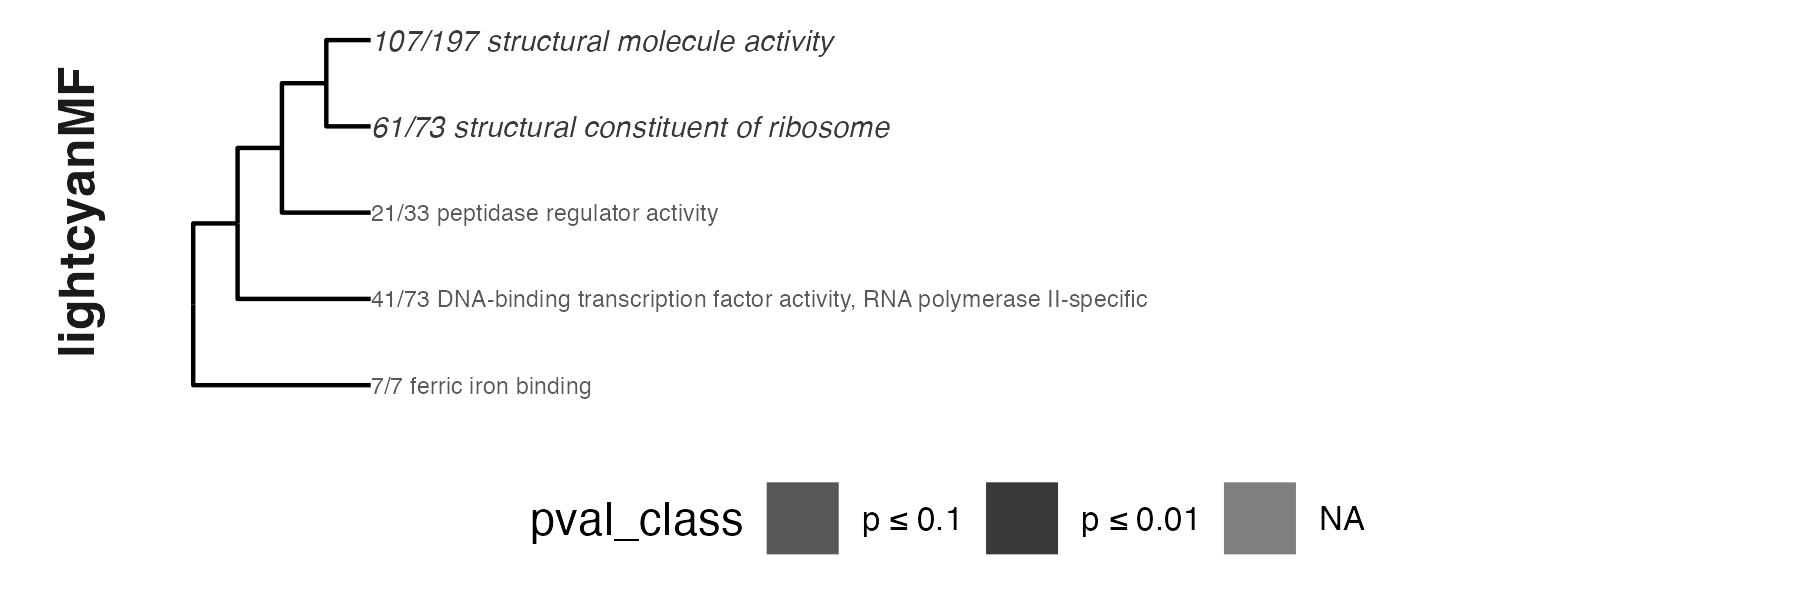 lightcyanMF
107/197 structural molecule activity
61/73 structural constituent of ribosome
21/33 peptidase regulator activity
41/73 DNA-binding transcription factor activity, RNA polymerase II-specific
7/7 ferric iron binding
pval_class p ≤ 0.1 p ≤ 0.01 NA